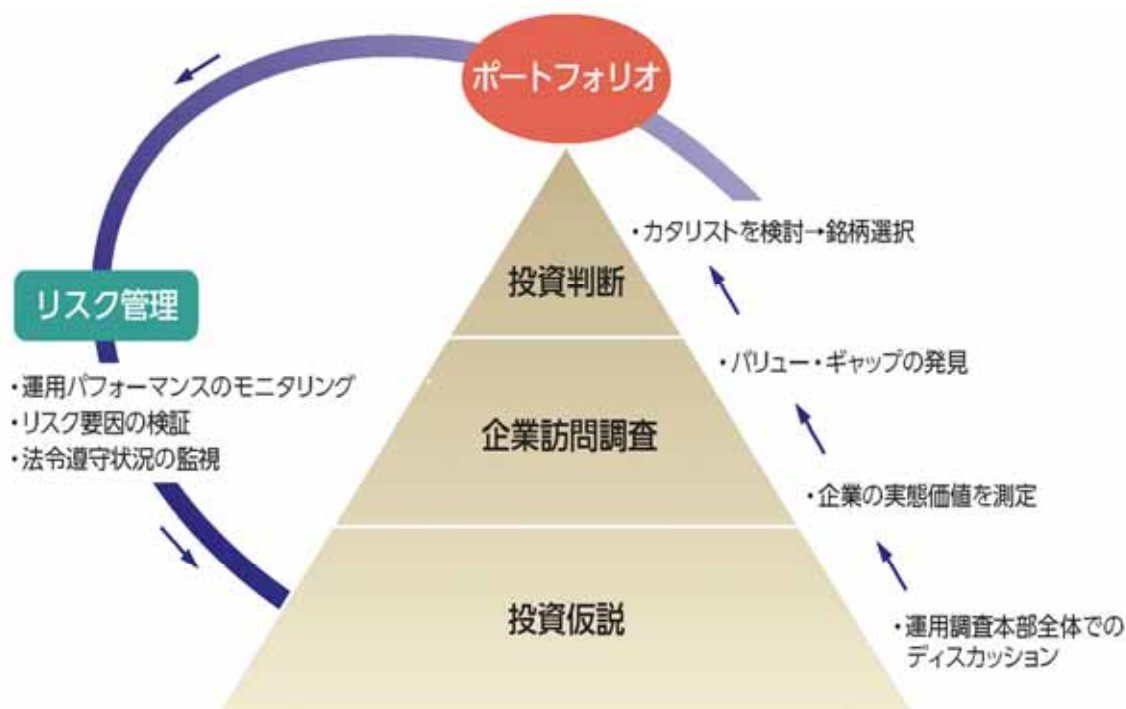 ポートフォリオ
・カタリストを検討→銘柄選択
投資判断
リスク管理
・バリュー・ギャップの発見
・運用パフォーマンスのモニタリング
・リスク要因の検証
・法令遵守状況の監視
企業訪問調査
・企業の実態価値を測定
投資仮説
・運用調査本部全体での
ディスカッション